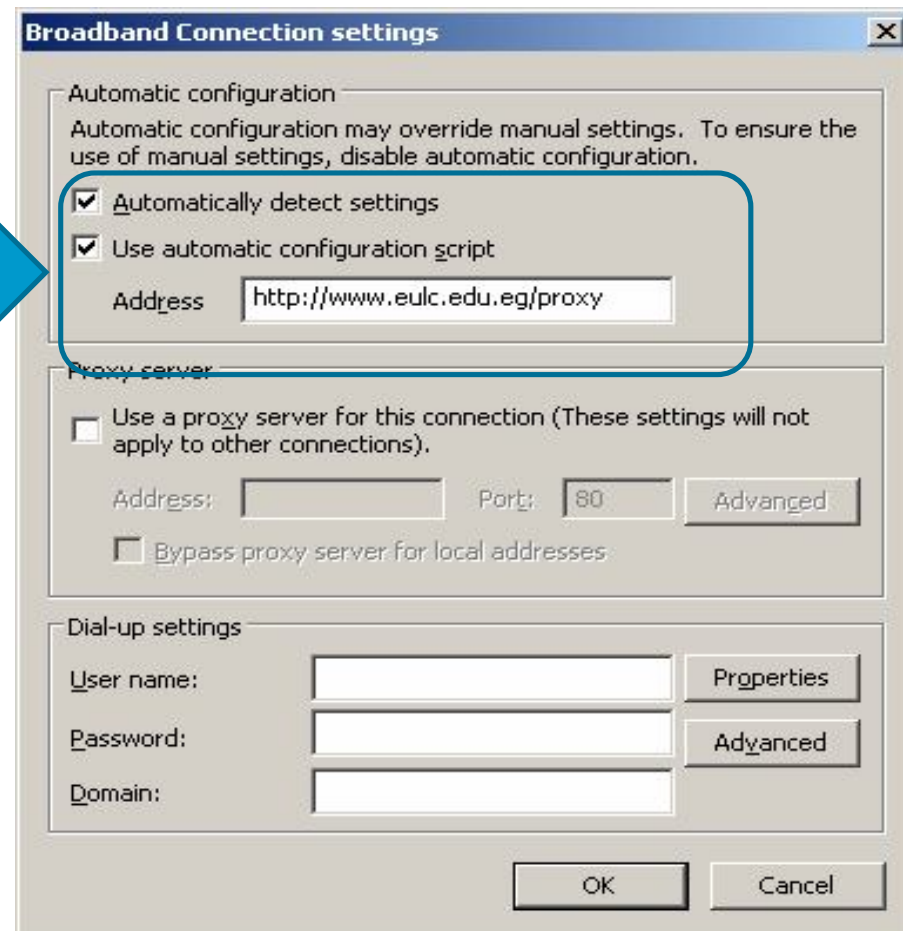 Broadband Connection settings
Automatic configuration
Automatic configuration may override manual settings. To ensure the
use of manual settings, disable automatic configuration.
Automatically detect settings
Use automatic configuration script
Address http://www.eulc.edu.eg/proxy
Proxy server
Use a proxy server for this connection (These settings will not
apply to other connections).
Address: Port: 80 Advanced
Bypass proxy server for local addresses
Dial-up settings
User name: Properties
Password: Advanced
Domain:
OK Cancel